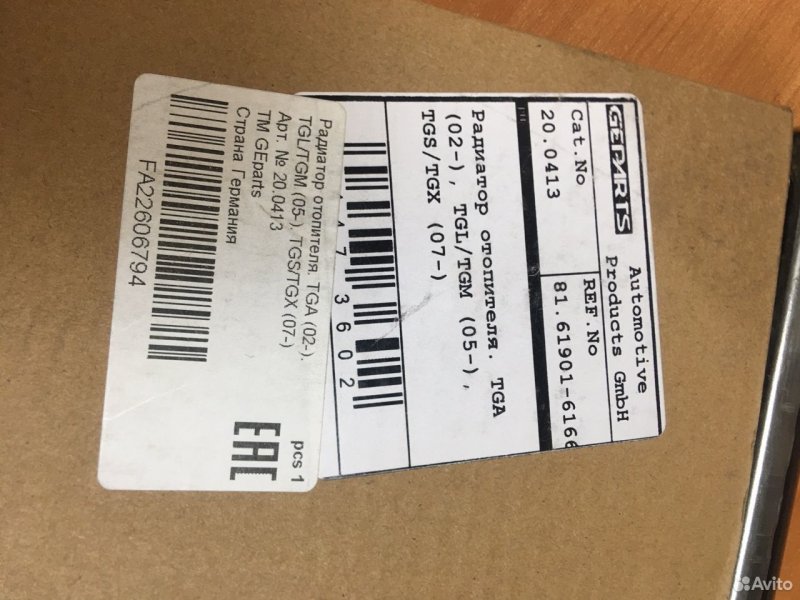 GEPARTS
Automotive
Products GmbH
Cat.No
REF.No
20.0413
81.61901-6166
Радиатор отопителя. TGA
(02-), TGL/TGM (05-),
TGS/TGX (07-)
473602
Радиатор отопителя. TGA (02-).
TGL/TGM (05-). TGS/TGX (07-)
Арт. № 20.0413
ТМ GEparts
Страна Германия
pcs 1
FA22606794
EAC
Avito